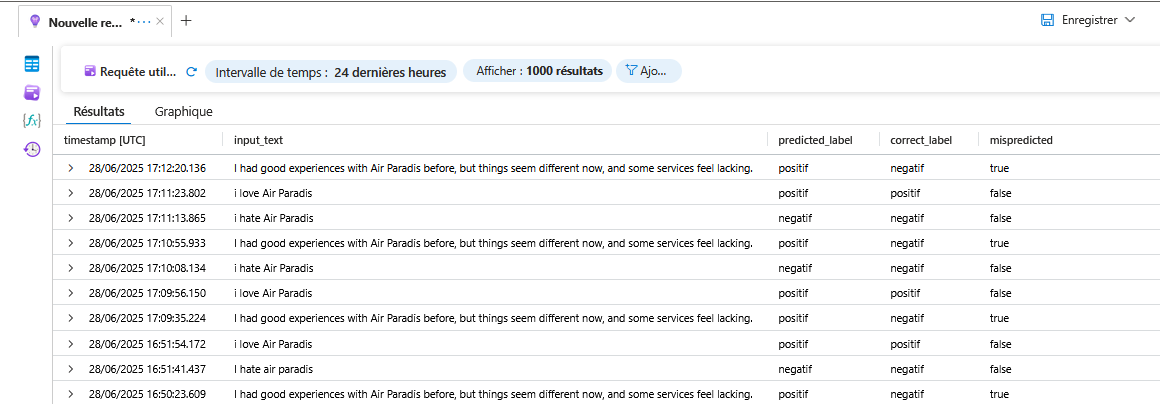 Nouvelle re... *··· × +
Enregistrer
Requête util... Intervalle de temps : 24 dernières heures Afficher : 1000 résultats Ajo...
Résultats Graphique
{fx}
timestamp [UTC] input_text predicted_label correct_label mispredicted
28/06/2025 17:12:20.136 I had good experiences with Air Paradis before, but things seem different now, and some services feel lacking. positif negatif true
28/06/2025 17:11:23.802 i love Air Paradis positif positif false
28/06/2025 17:11:13.865 i hate Air Paradis negatif negatif false
28/06/2025 17:10:55.933 I had good experiences with Air Paradis before, but things seem different now, and some services feel lacking. positif negatif true
28/06/2025 17:10:08.134 i hate Air Paradis negatif negatif false
28/06/2025 17:09:56.150 i love Air Paradis positif positif false
28/06/2025 17:09:35.224 I had good experiences with Air Paradis before, but things seem different now, and some services feel lacking. positif negatif true
28/06/2025 16:51:54.172 i love Air Paradis positif positif false
28/06/2025 16:51:41.437 I hate air paradis negatif negatif false
28/06/2025 16:50:23.609 I had good experiences with Air Paradis before, but things seem different now, and some services feel lacking. positif negatif true